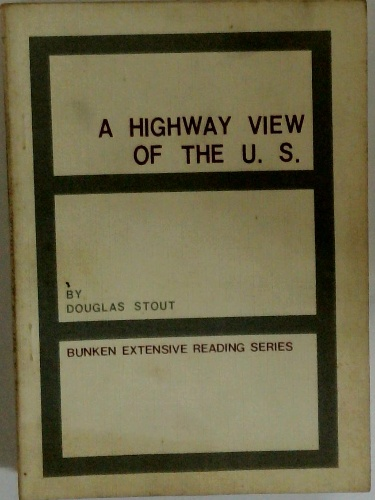 A HIGHWAY VIEW
OF THE U. S.
BY
DOUGLAS STOUT
BUNKEN EXTENSIVE READING SERIES